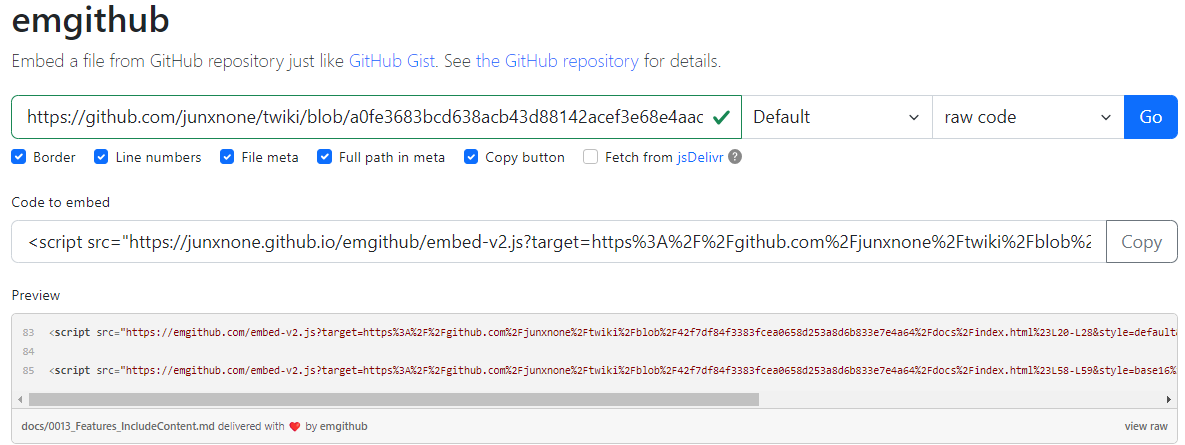 emgithub
Embed a file from GitHub repository just like GitHub Gist. See the GitHub repository for details.
https://github.com/junxnone/twiki/blob/a0fe3683bcd638acb43d88142acef3e68e4aac Default raw code Go
Border Line numbers File meta Full path in meta Copy button Fetch from jsDelivr ?
Code to embed
<script src="https://junxnone.github.io/emgithub/embed-v2.js?target=https%3A%2F%2Fgithub.com%2Fjunxnone%2Ftwiki%2Fblob%2 Copy
Preview
83 <script src="https://emgithub.com/embed-v2.js?target=https%3A%2F%2Fgithub.com%2Fjunxnone%2Ftwiki%2Fblob%2F42f7df84f3383fcea0658d253a8d6b833e7e4a64%2Fdocs%2Findex.html%23L20-L28&style=default&
84
85 <script src="https://emgithub.com/embed-v2.js?target=https%3A%2F%2Fgithub.com%2Fjunxnone%2Ftwiki%2Fblob%2F42f7df84f3383fcea0658d253a8d6b833e7e4a64%2Fdocs%2Findex.html%23L58-L59&style=base16%
docs/0013_Features_IncludeContent.md delivered with ❤ by emgithub view raw